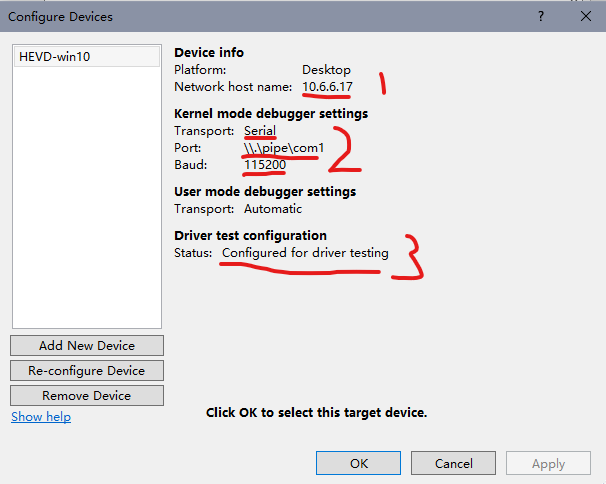 Configure Devices
?
HEVD-win10
Device info
Platform: Desktop
Network host name: 10.6.6.17 1
Kernel mode debugger settings
Transport: Serial
Port: \\.\pipe\com1 2
Baud: 115200
User mode debugger settings
Transport: Automatic
Driver test configuration
Status: Configured for driver testing 3
Add New Device
Re-configure Device
Remove Device
Show help
Click OK to select this target device.
OK Cancel Apply